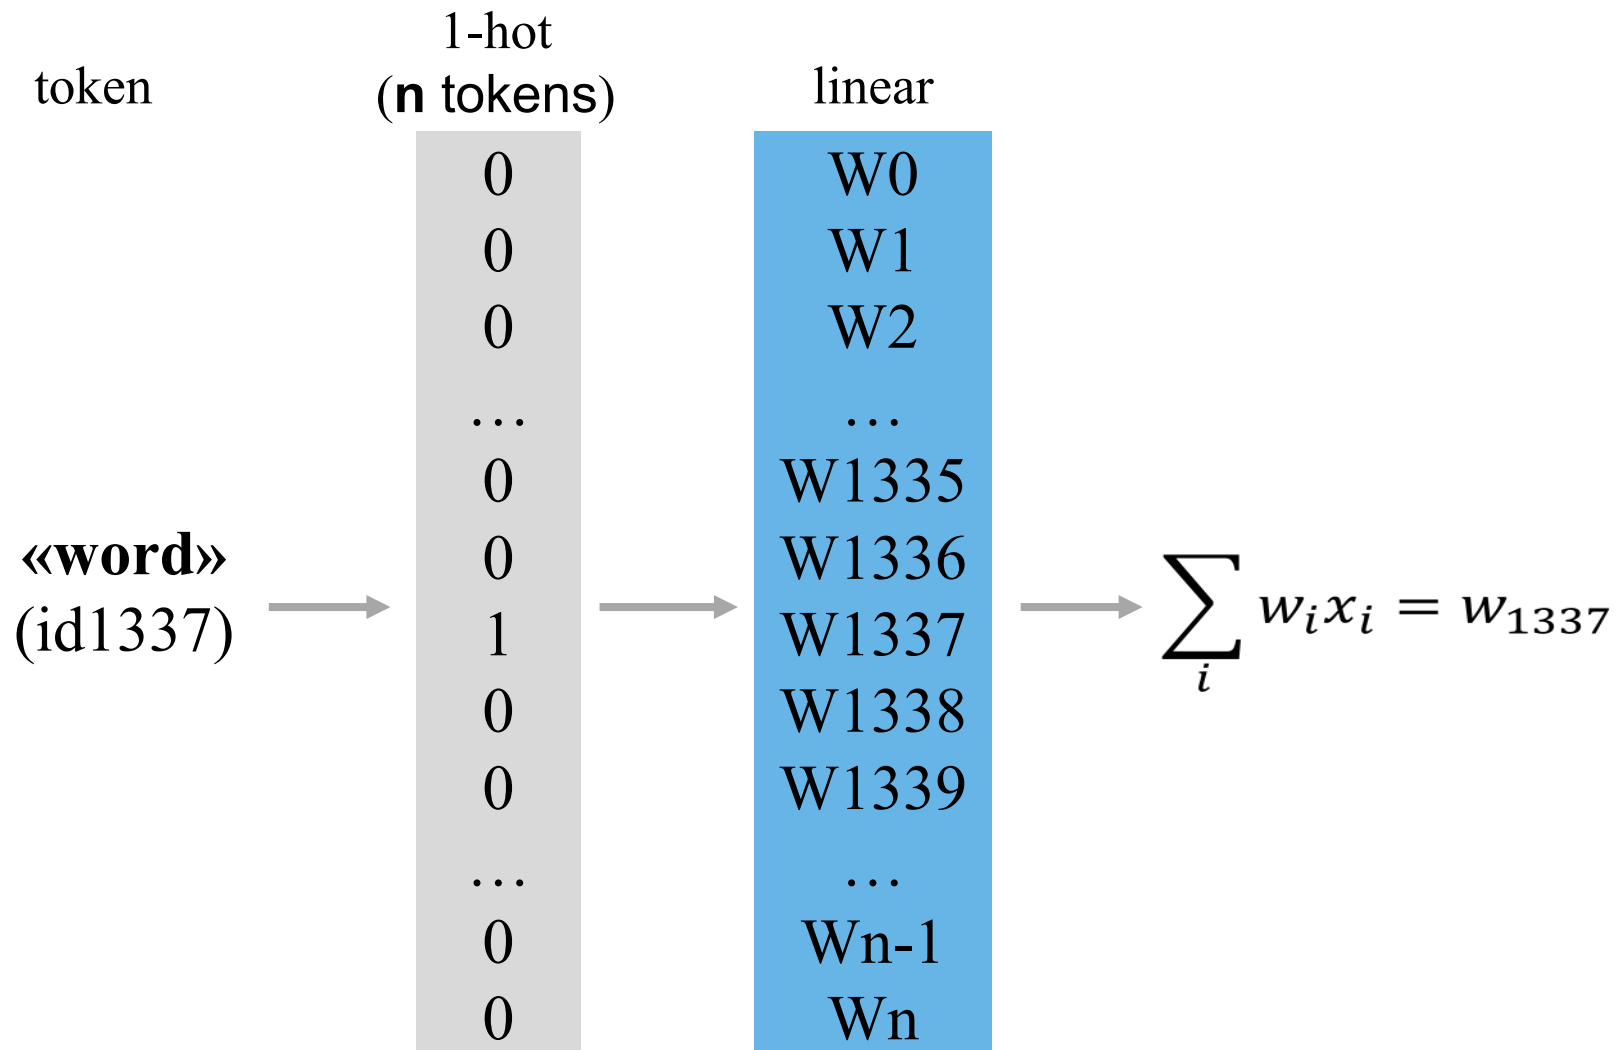 token
1-hot
(n tokens)
linear
0
0
0
…
0
0
1
0
0
…
0
0
W0
W1
W2
…
W1335
W1336
W1337
W1338
W1339
…
Wn-1
Wn
«word»
(id1337)
∑ᵢ wᵢxᵢ = w₁₃₃₇